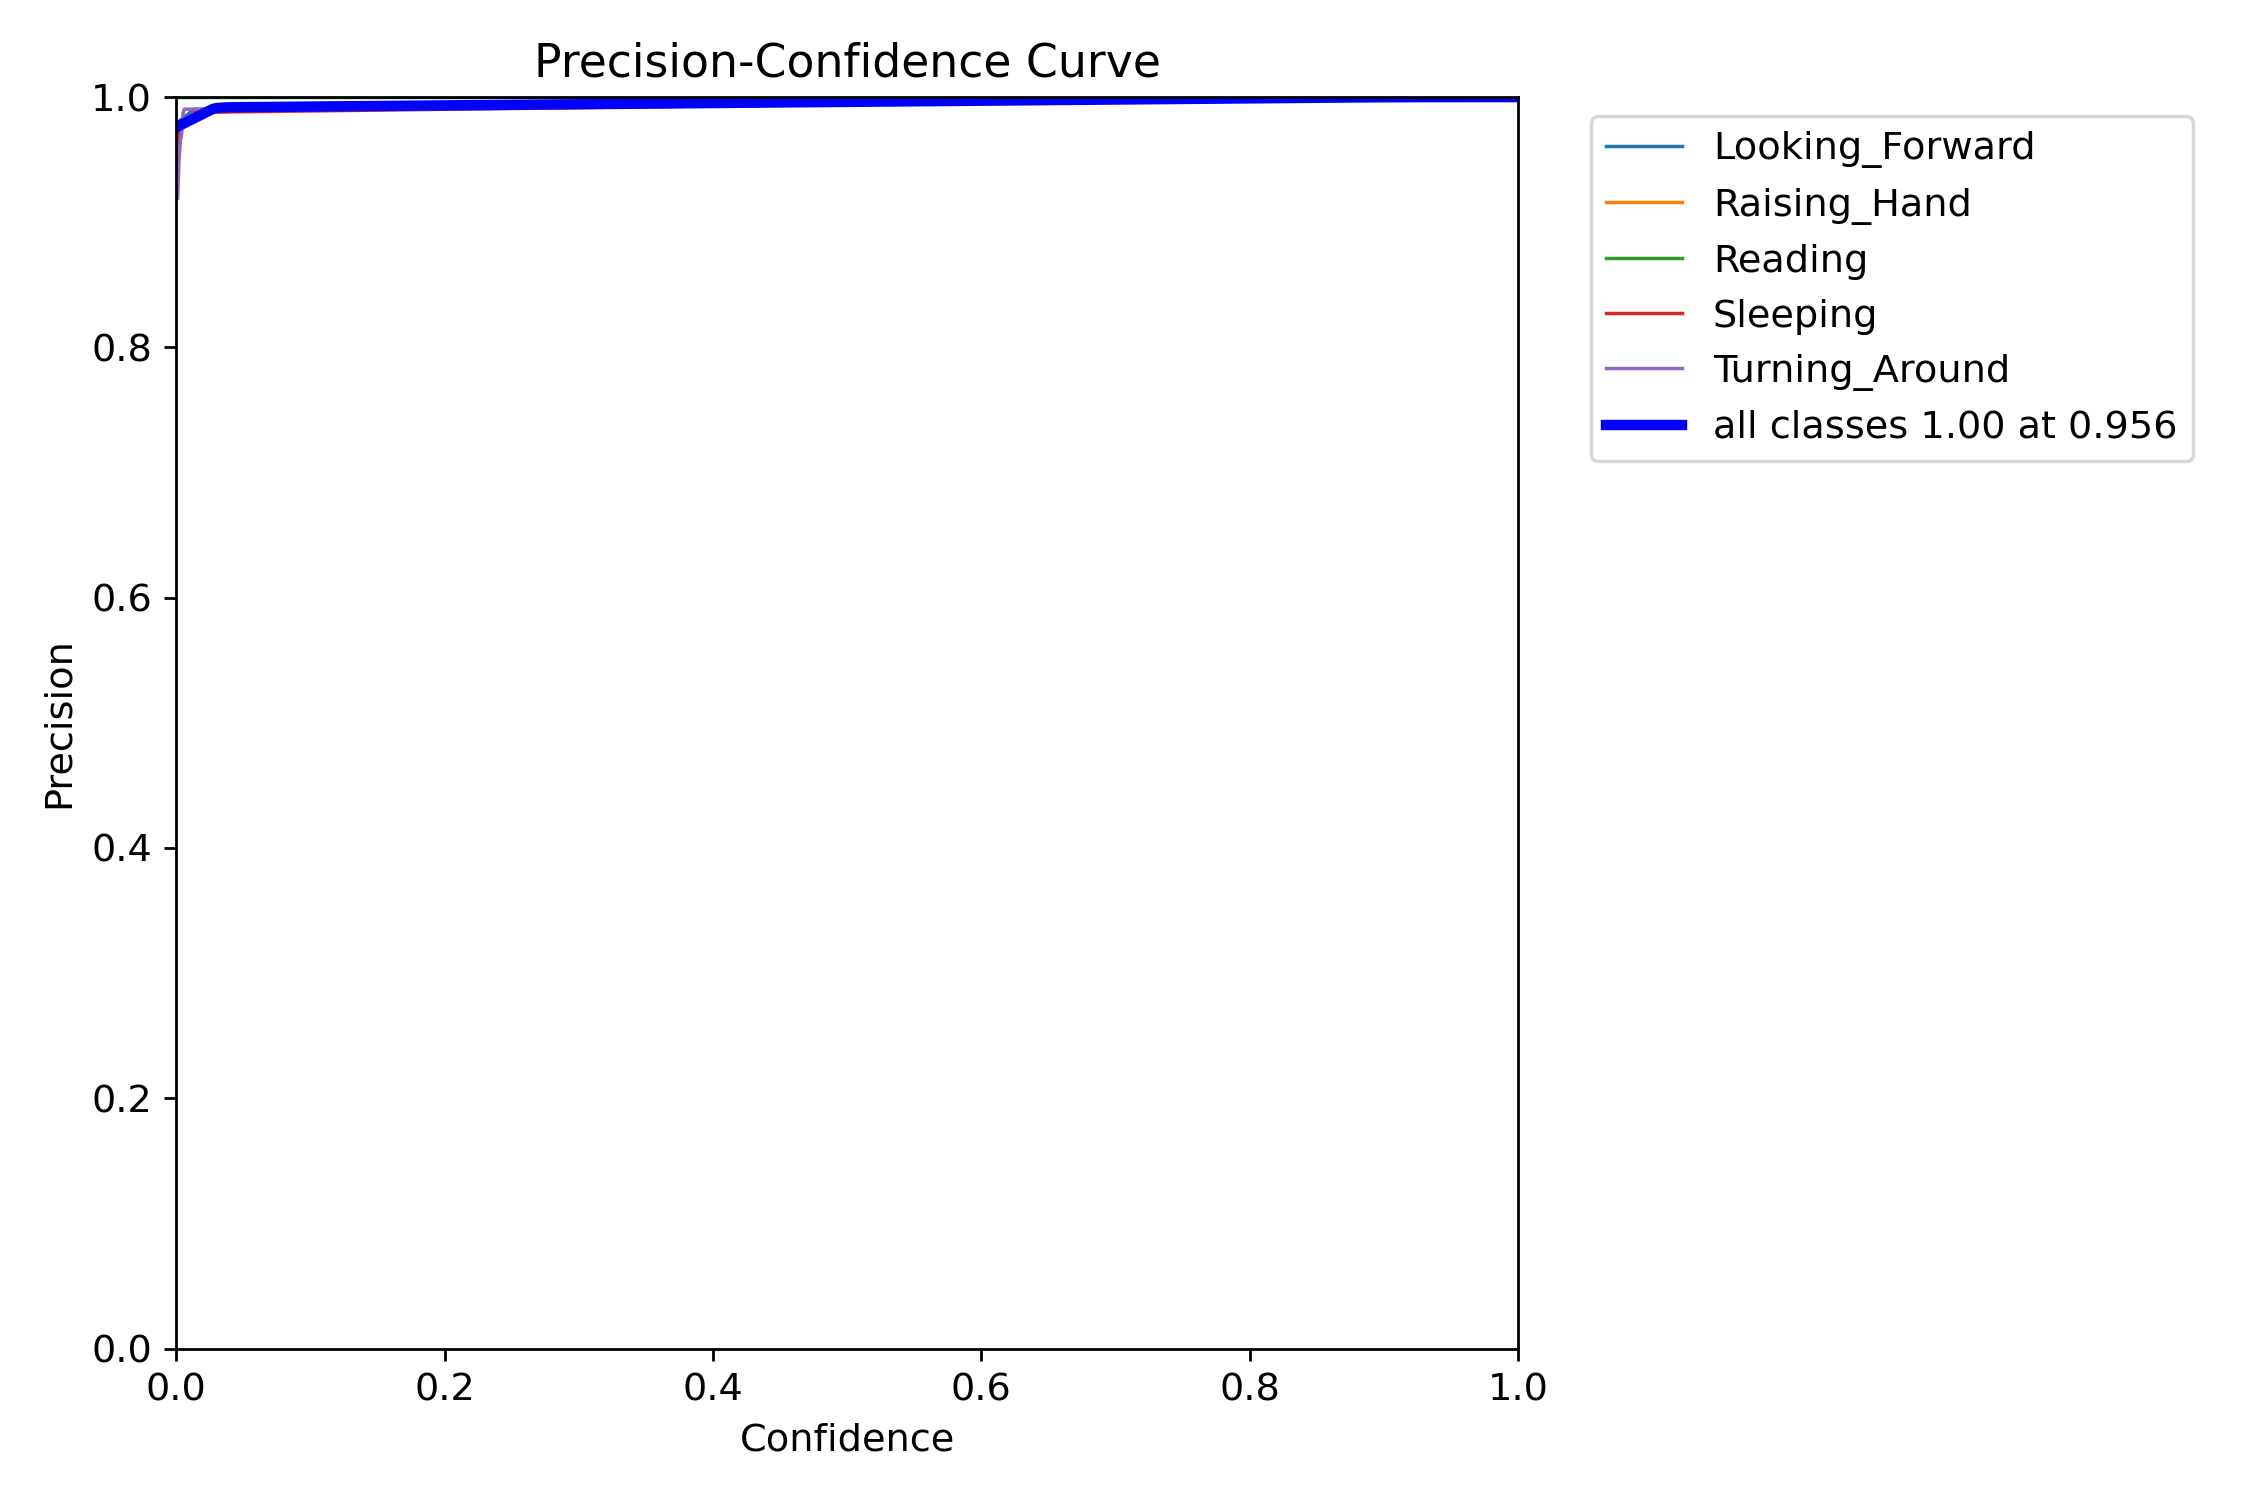 Precision-Confidence Curve
1.0
0.8
0.6
0.4
0.2
0.0
Precision
0.0 0.2 0.4 0.6 0.8 1.0
Confidence
Looking_Forward
Raising_Hand
Reading
Sleeping
Turning_Around
all classes 1.00 at 0.956